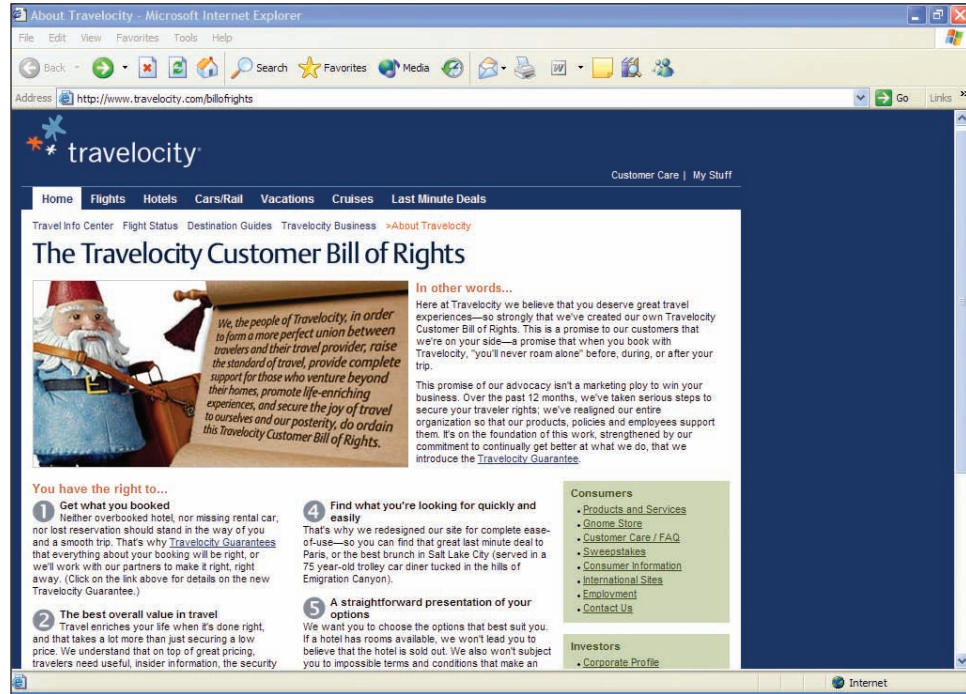 About Travelocity - Microsoft Internet Explorer
File Edit View Favorites Tools Help
Back Search Favorites Media
Address http://www.travelocity.com/billofrights Go Links »
travelocity
Customer Care | My Stuff
Home Flights Hotels Cars/Rail Vacations Cruises Last Minute Deals
Travel Info Center Flight Status Destination Guides Travelocity Business >About Travelocity
The Travelocity Customer Bill of Rights
We, the people of Travelocity, in order
to form a more perfect union between
travelers and their travel provider, raise
the standard of travel, provide complete
support for those who venture beyond
their homes, promote life-enriching
experiences, and secure the joy of travel
to ourselves and our posterity, do ordain
this Travelocity Customer Bill of Rights.
In other words...
Here at Travelocity we believe that you deserve great travel
experiences—so strongly that we've created our own Travelocity
Customer Bill of Rights. This is a promise to our customers that
we're on your side—a promise that when you book with
Travelocity, "you'll never roam alone" before, during, or after your
trip.
This promise of our advocacy isn't a marketing ploy to win your
business. Over the past 12 months, we've taken serious steps to
secure your traveler rights; we've realigned our entire
organization so that our products, policies and employees support
them. It's on the foundation of this work, strengthened by our
commitment to continually get better at what we do, that we
introduce the Travelocity Guarantee.
You have the right to...
1 Get what you booked
Neither overbooked hotel, nor missing rental car,
nor lost reservation should stand in the way of you
and a smooth trip. That's why Travelocity Guarantees
that everything about your booking will be right, or
we'll work with our partners to make it right, right
away. (Click on the link above for details on the new
Travelocity Guarantee.)
2 The best overall value in travel
Travel enriches your life when it's done right,
and that takes a lot more than just securing a low
price. We understand that on top of great pricing,
travelers need useful, insider information, the security
4 Find what you're looking for quickly and
easily
That's why we redesigned our site for complete ease-
of-use—so you can find that great last minute deal to
Paris, or the best brunch in Salt Lake City (served in a
75 year-old trolley car diner tucked in the hills of
Emigration Canyon).
5 A straightforward presentation of your
options
We want you to choose the options that best suit you.
If a hotel has rooms available, we won't lead you to
believe that the hotel is sold out. We also won't subject
you to impossible terms and conditions that make an
Consumers
• Products and Services
• Gnome Store
• Customer Care / FAQ
• Sweepstakes
• Consumer Information
• International Sites
• Employment
• Contact Us
Investors
• Corporate Profile
Internet